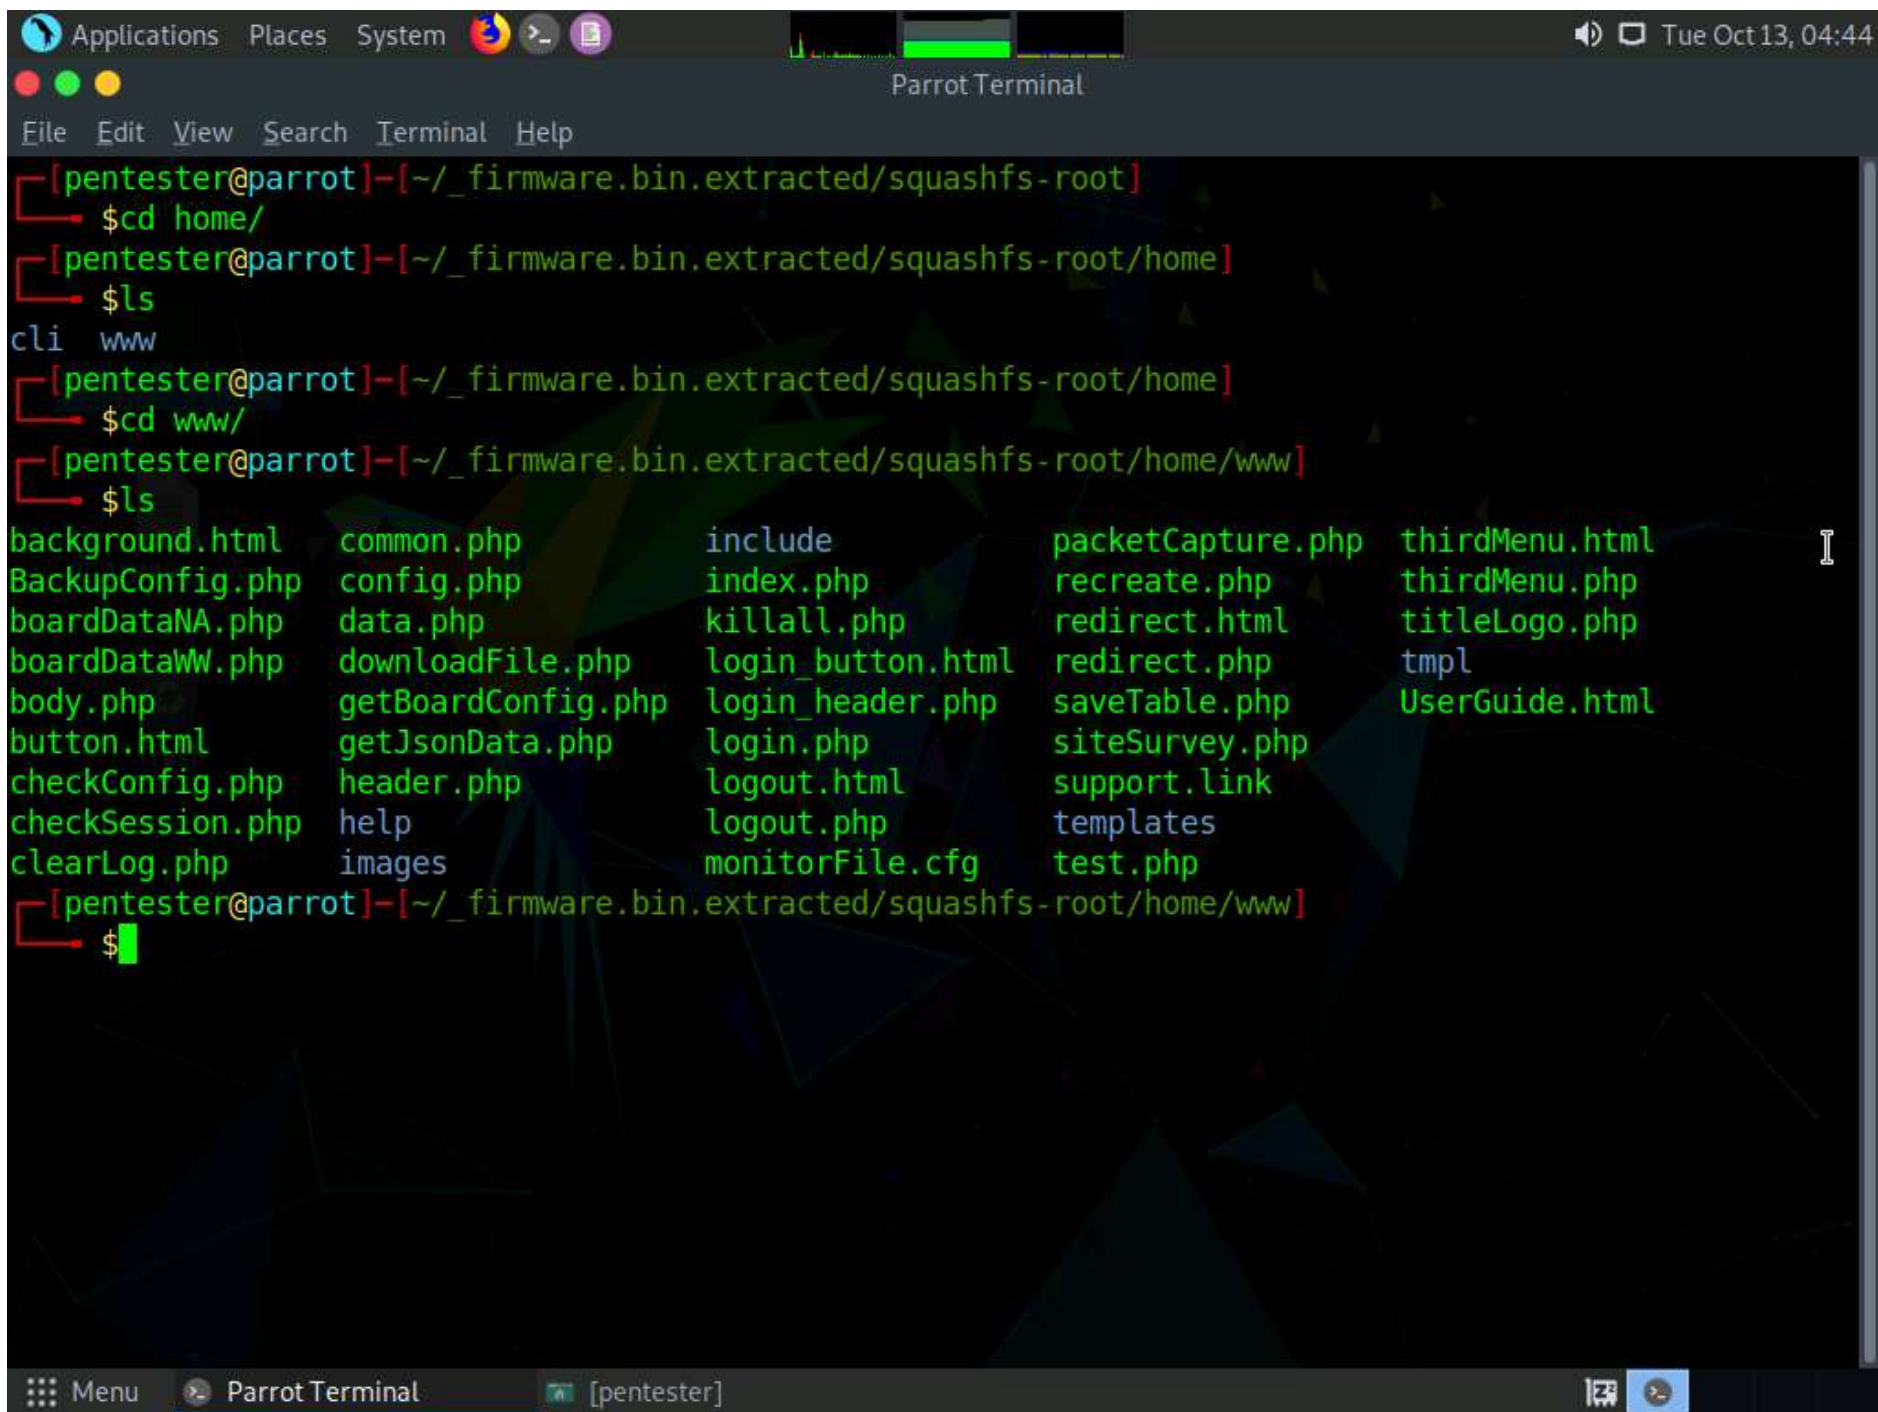 Applications Places System Tue Oct 13, 04:44
Parrot Terminal
File Edit View Search Terminal Help
[pentester@parrot]-[~/_firmware.bin.extracted/squashfs-root]
$cd home/
[pentester@parrot]-[~/_firmware.bin.extracted/squashfs-root/home]
$ls
cli www
[pentester@parrot]-[~/_firmware.bin.extracted/squashfs-root/home]
$cd www/
[pentester@parrot]-[~/_firmware.bin.extracted/squashfs-root/home/www]
$ls
background.html common.php include packetCapture.php thirdMenu.html
BackupConfig.php config.php index.php recreate.php thirdMenu.php
boardDataNA.php data.php killall.php redirect.html titleLogo.php
boardDataWW.php downloadFile.php login_button.html redirect.php tmpl
body.php getBoardConfig.php login_header.php saveTable.php UserGuide.html
button.html getJsonData.php login.php siteSurvey.php
checkConfig.php header.php logout.html support.link
checkSession.php help logout.php templates
clearLog.php images monitorFile.cfg test.php
[pentester@parrot]-[~/_firmware.bin.extracted/squashfs-root/home/www]
$
Menu Parrot Terminal [pentester]